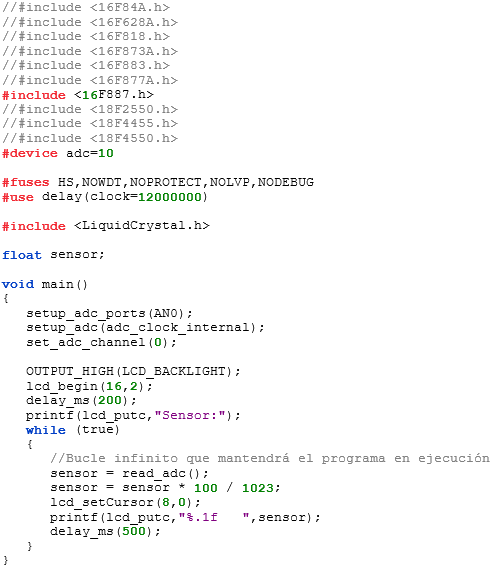 //#include <16F84A.h>
//#include <16F628A.h>
//#include <16F818.h>
//#include <16F873A.h>
//#include <16F883.h>
//#include <16F877A.h>
#include <16F887.h>
//#include <18F2550.h>
//#include <18F4455.h>
//#include <18F4550.h>
#device adc=10

#fuses HS,NOWDT,NOPROTECT,NOLVP,NODEBUG
#use delay(clock=12000000)

#include <LiquidCrystal.h>

float sensor;

void main()
{
   setup_adc_ports(AN0);
   setup_adc(adc_clock_internal);
   set_adc_channel(0);

   OUTPUT_HIGH(LCD_BACKLIGHT);
   lcd_begin(16,2);
   delay_ms(200);
   printf(lcd_putc,"Sensor:");
   while (true)
   {
      //Bucle infinito que mantendrá el programa en ejecución
      sensor = read_adc();
      sensor = sensor * 100 / 1023;
      lcd_setCursor(8,0);
      printf(lcd_putc,"%.1f   ",sensor);
      delay_ms(500);
   }
}